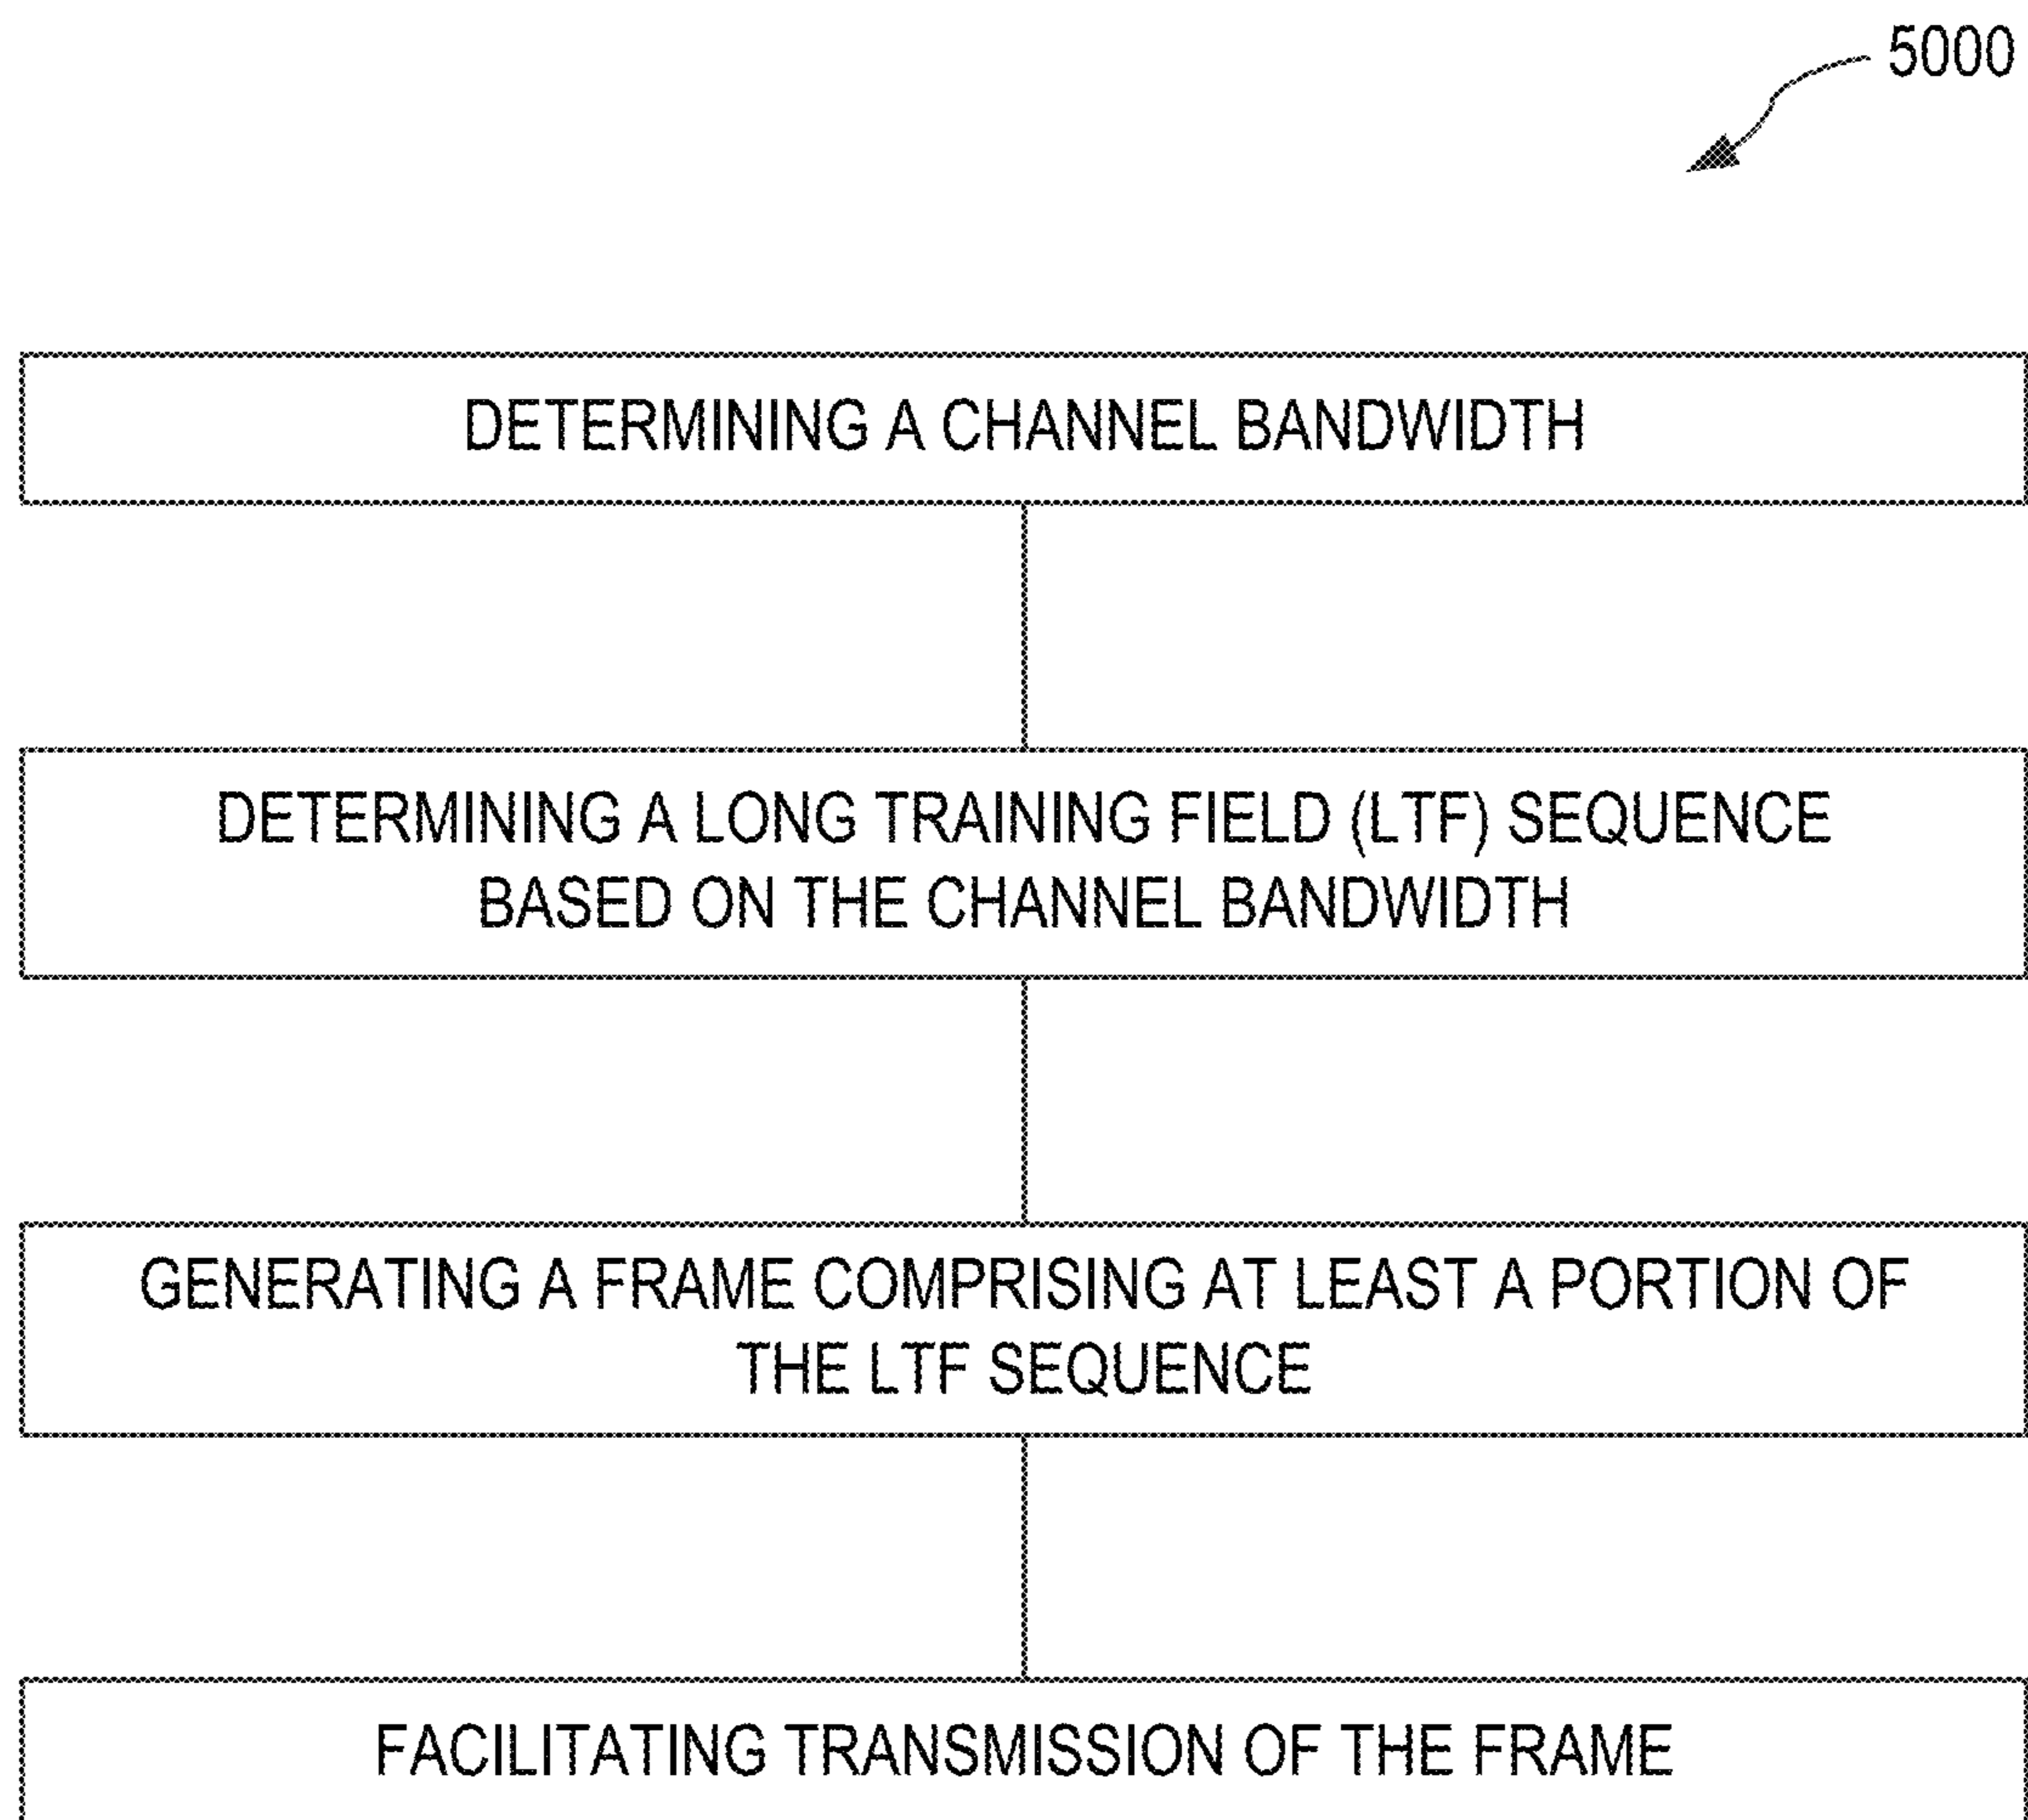 5000
DETERMINING A CHANNEL BANDWIDTH
DETERMINING A LONG TRAINING FIELD (LTF) SEQUENCE
BASED ON THE CHANNEL BANDWIDTH
GENERATING A FRAME COMPRISING AT LEAST A PORTION OF
THE LTF SEQUENCE
FACILITATING TRANSMISSION OF THE FRAME